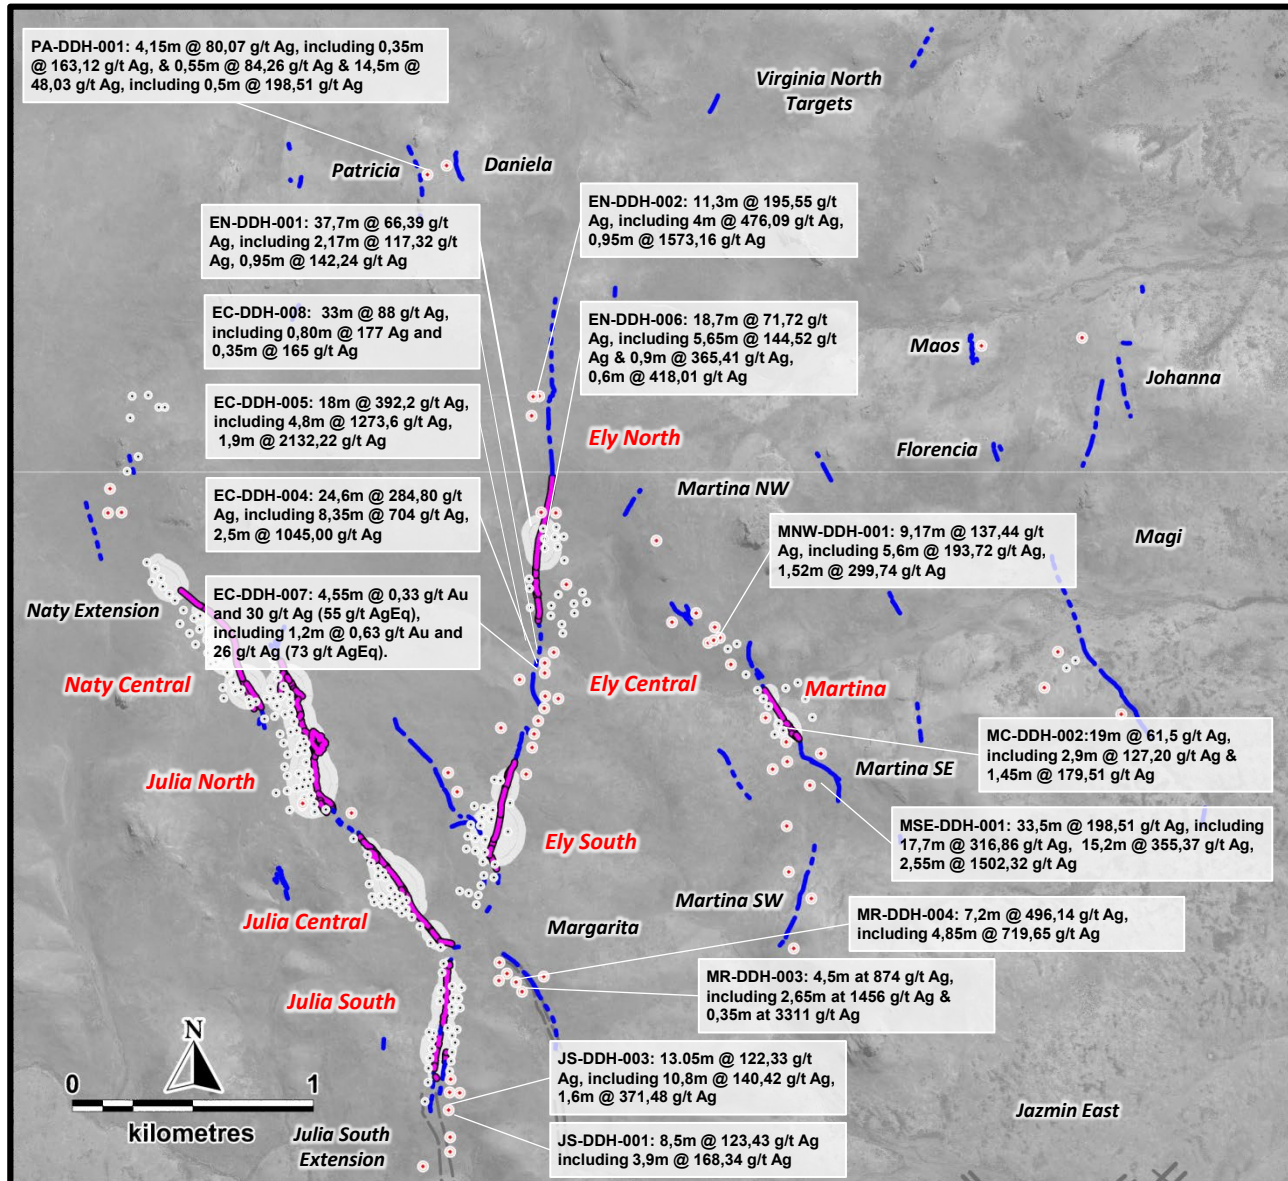 PA-DDH-001: 4,15m @ 80,07 g/t Ag, including 0,35m
@ 163,12 g/t Ag, & 0,55m @ 84,26 g/t Ag & 14,5m @
48,03 g/t Ag, including 0,5m @ 198,51 g/t Ag
Virginia North
Targets
Patricia
Daniela
EN-DDH-001: 37,7m @ 66,39 g/t
Ag, including 2,17m @ 117,32 g/t
Ag, 0,95m @ 142,24 g/t Ag
EN-DDH-002: 11,3m @ 195,55 g/t
Ag, including 4m @ 476,09 g/t Ag,
0,95m @ 1573,16 g/t Ag
EC-DDH-008: 33m @ 88 g/t Ag,
including 0,80m @ 177 Ag and
0,35m @ 165 g/t Ag
EN-DDH-006: 18,7m @ 71,72 g/t
Ag, including 5,65m @ 144,52 g/t
Ag & 0,9m @ 365,41 g/t Ag,
0,6m @ 418,01 g/t Ag
Maos
Johanna
EC-DDH-005: 18m @ 392,2 g/t Ag,
including 4,8m @ 1273,6 g/t Ag,
1,9m @ 2132,22 g/t Ag
Ely North
Florencia
EC-DDH-004: 24,6m @ 284,80 g/t
Ag, including 8,35m @ 704 g/t Ag,
2,5m @ 1045,00 g/t Ag
Martina NW
MNW-DDH-001: 9,17m @ 137,44 g/t
Ag, including 5,6m @ 193,72 g/t Ag,
1,52m @ 299,74 g/t Ag
Magi
Naty Extension
EC-DDH-007: 4,55m @ 0,33 g/t Au
and 30 g/t Ag (55 g/t AgEq),
including 1,2m @ 0,63 g/t Au and
26 g/t Ag (73 g/t AgEq).
Naty Central
Ely Central
Martina
MC-DDH-002:19m @ 61,5 g/t Ag,
including 2,9m @ 127,20 g/t Ag &
1,45m @ 179,51 g/t Ag
Martina SE
Julia North
Ely South
MSE-DDH-001: 33,5m @ 198,51 g/t Ag, including
17,7m @ 316,86 g/t Ag, 15,2m @ 355,37 g/t Ag,
2,55m @ 1502,32 g/t Ag
Julia Central
Margarita
Martina SW
MR-DDH-004: 7,2m @ 496,14 g/t Ag,
including 4,85m @ 719,65 g/t Ag
Julia South
MR-DDH-003: 4,5m at 874 g/t Ag,
including 2,65m at 1456 g/t Ag &
0,35m at 3311 g/t Ag
N
0 1
kilometres
JS-DDH-003: 13.05m @ 122,33 g/t
Ag, including 10,8m @ 140,42 g/t Ag,
1,6m @ 371,48 g/t Ag
Jazmin East
Julia South
Extension
JS-DDH-001: 8,5m @ 123,43 g/t Ag
including 3,9m @ 168,34 g/t Ag